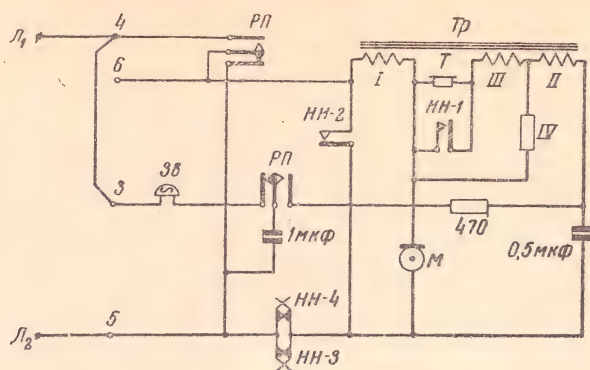 Л₁
4
РП
Тр
6
I
Т
III
II
НН-2
НН-1
IV
3
ЗВ
РП
470
1мкф
М
0,5мкф
НН-4
Л₂
5
НН-3